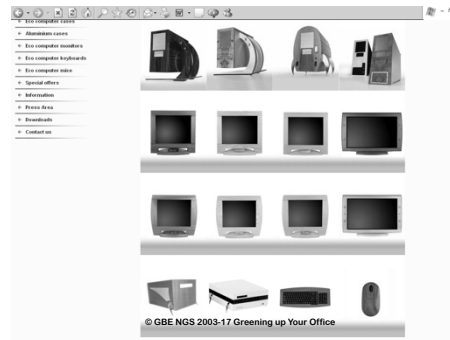 Eco computer cases
Aluminium cases
Eco computer monitors
Eco computer keyboards
Eco computer mice
Special offers
Information
Press Area
Downloads
Contact us
© GBE NGS 2003-17 Greening up Your Office